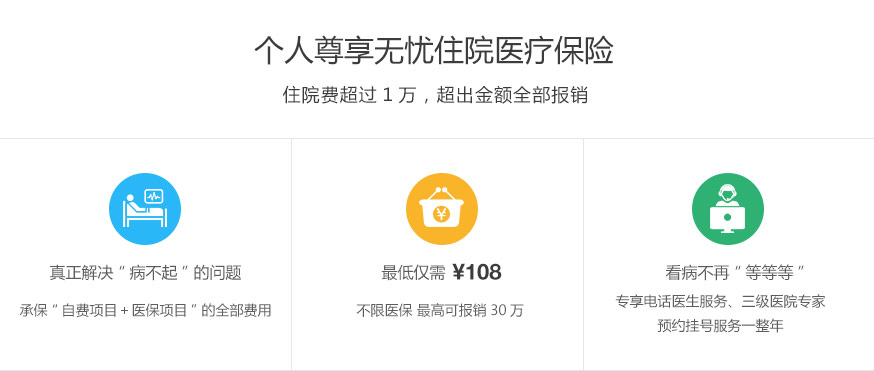 个人尊享无忧住院医疗保险
住院费超过 1 万，超出金额全部报销
真正解决“病不起”的问题
承保“自费项目+医保项目”的全部费用
¥
最低仅需 ¥108
不限医保 最高可报销 30 万
看病不再“等等等”
专享电话医生服务、三级医院专家
预约挂号服务一整年